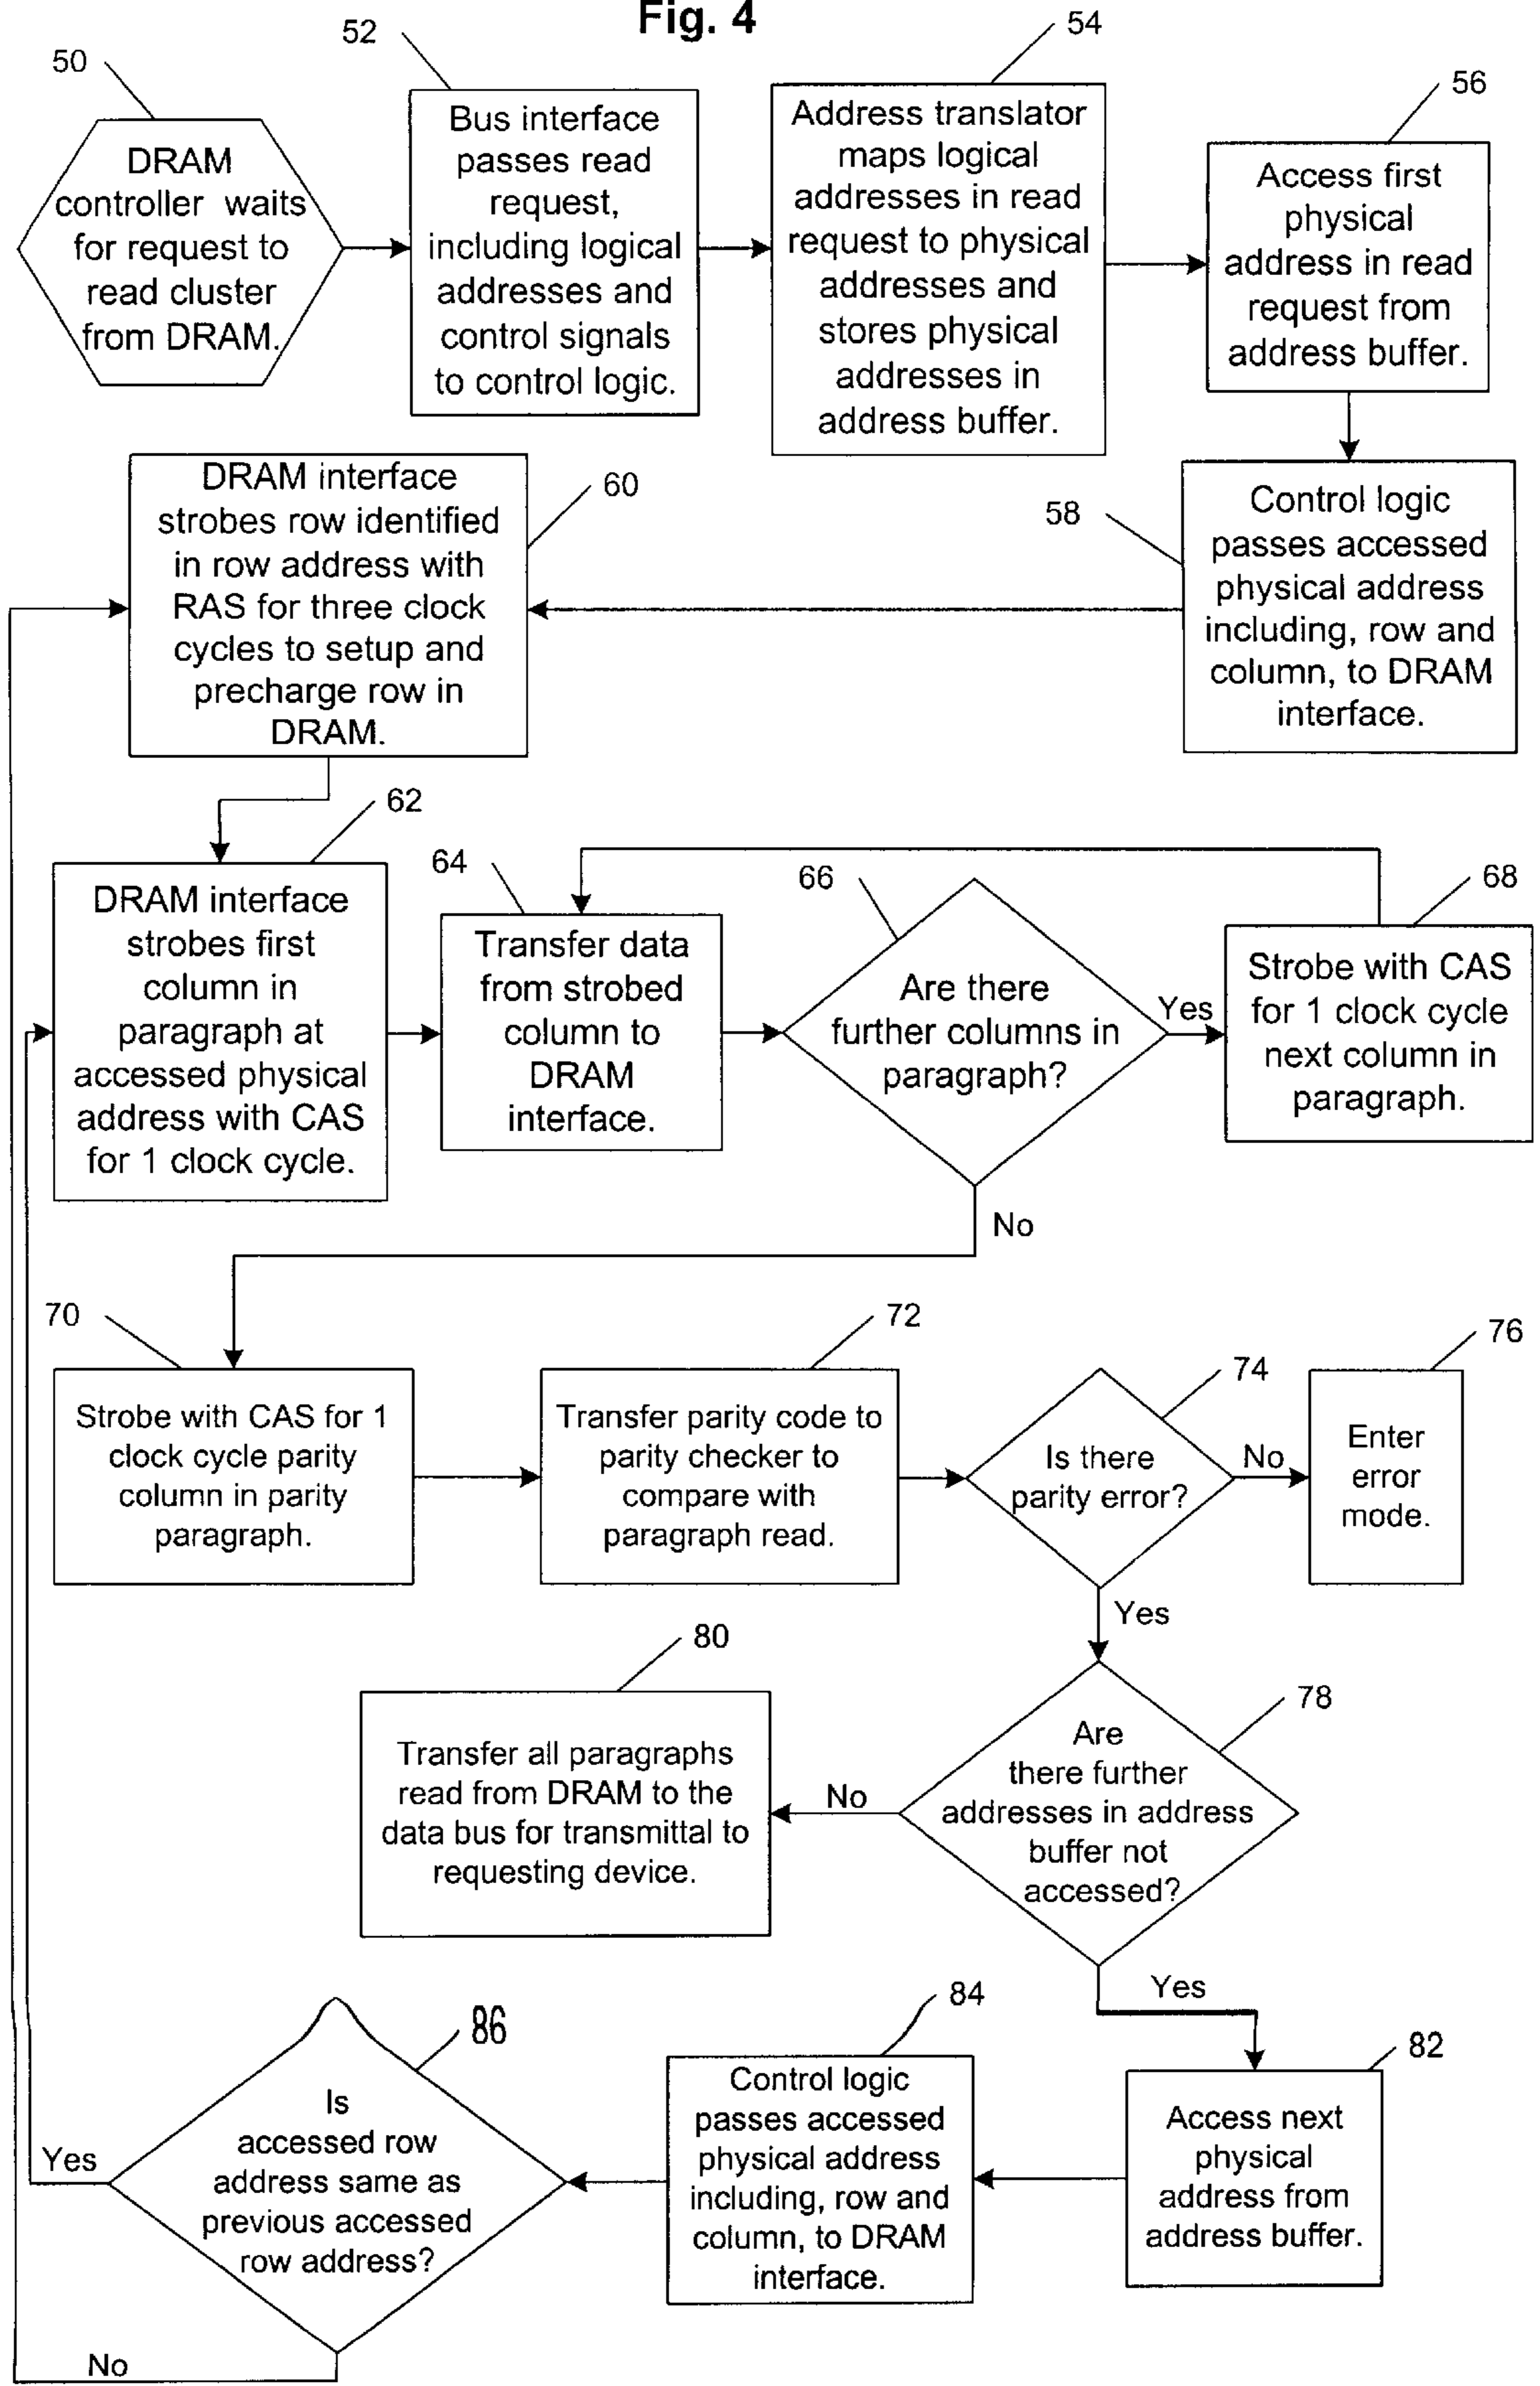 Fig. 4
50
DRAM
controller waits
for request to
read cluster
from DRAM.
52
Bus interface
passes read
request,
including logical
addresses and
control signals
to control logic.
54
Address translator
maps logical
addresses in read
request to physical
addresses and
stores physical
addresses in
address buffer.
56
Access first
physical
address in read
request from
address buffer.
58
Control logic
passes accessed
physical address
including, row and
column, to DRAM
interface.
60
DRAM interface
strobes row identified
in row address with
RAS for three clock
cycles to setup and
precharge row in
DRAM.
62
DRAM interface
strobes first
column in
paragraph at
accessed physical
address with CAS
for 1 clock cycle.
64
Transfer data
from strobed
column to
DRAM
interface.
66
Are there
further columns in
paragraph?
Yes
No
68
Strobe with CAS
for 1 clock cycle
next column in
paragraph.
70
Strobe with CAS for 1
clock cycle parity
column in parity
paragraph.
72
Transfer parity code to
parity checker to
compare with
paragraph read.
74
Is there
parity error?
No
Yes
76
Enter
error
mode.
78
Are
there further
addresses in address
buffer not
accessed?
No
Yes
80
Transfer all paragraphs
read from DRAM to the
data bus for transmittal to
requesting device.
82
Access next
physical
address from
address buffer.
84
Control logic
passes accessed
physical address
including, row and
column, to DRAM
interface.
86
Is
accessed row
address same as
previous accessed
row address?
Yes
No